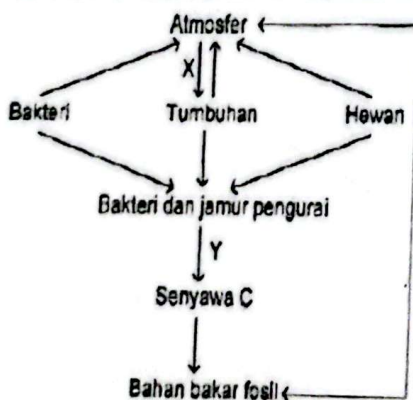 Atmosfer
X
Bakteri Tumbuhan Hewan
Bakteri dan jamur pengurai
Y
Senyawa C
Bahan bakar fosil